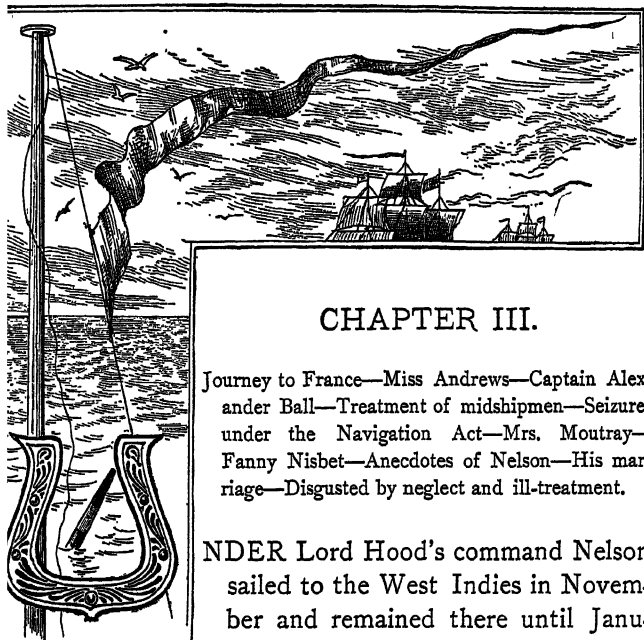 CHAPTER III.
Journey to France—Miss Andrews—Captain Alex
ander Ball—Treatment of midshipmen—Seizure
under the Navigation Act—Mrs. Moutray—
Fanny Nisbet—Anecdotes of Nelson—His mar
riage—Disgusted by neglect and ill-treatment.
UNDER Lord Hood's command Nelson
sailed to the West Indies in Novem-
ber and remained there until Janu